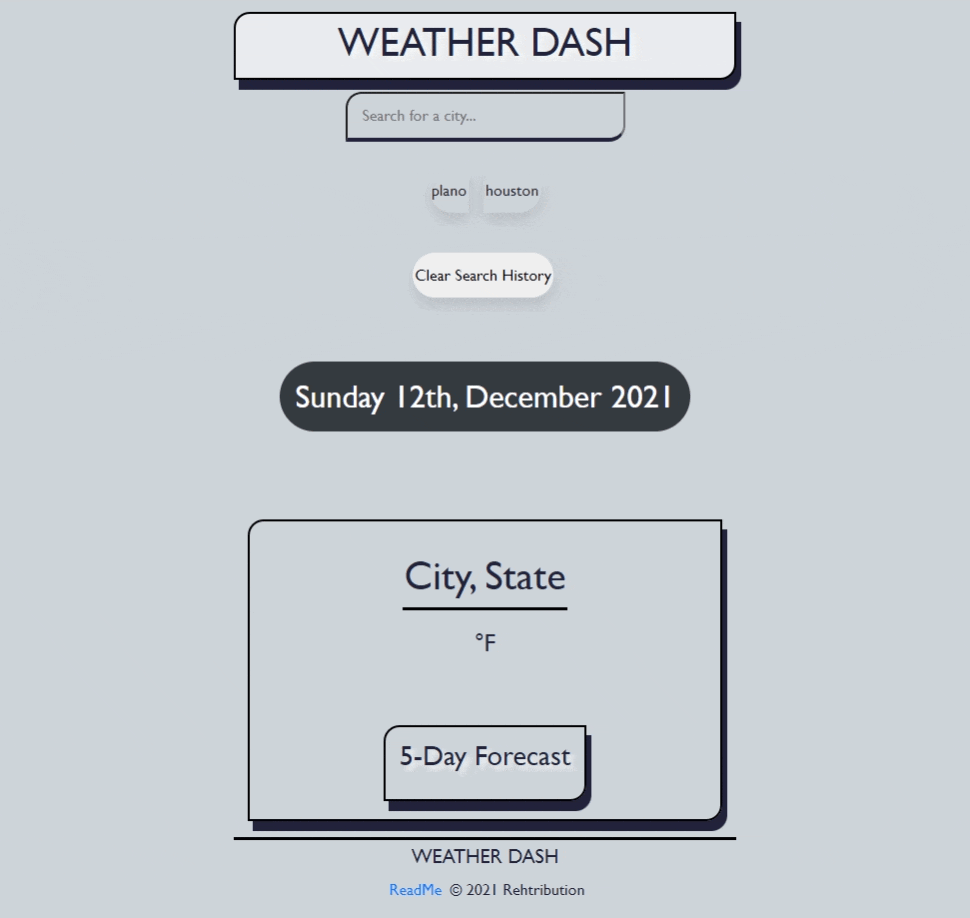 WEATHER DASH
Search for a city...
plano houston
Clear Search History
Sunday 12th, December 2021
City, State
°F
5-Day Forecast
WEATHER DASH
ReadMe © 2021 Rehtribution